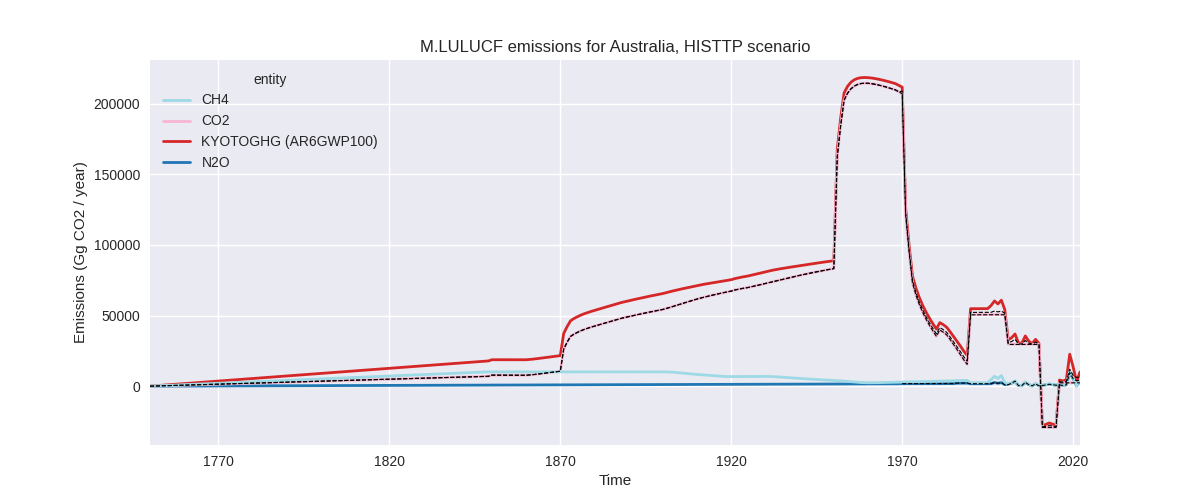 M.LULUCF emissions for Australia, HISTTP scenario
entity
CH4
CO2
KYOTOGHG (AR6GWP100)
N2O
Emissions (Gg CO2 / year)
200000
150000
100000
50000
0
1770
1820
1870
1920
1970
2020
Time